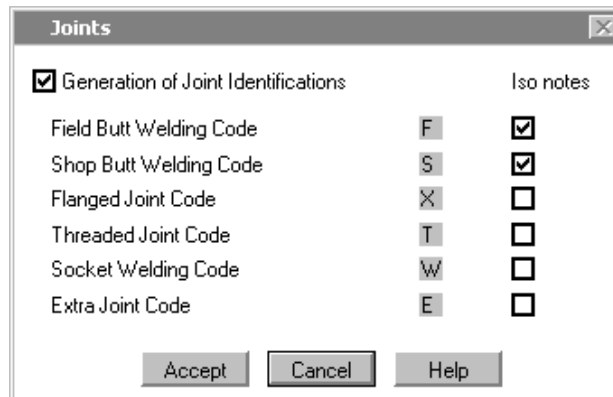 Joints
Generation of Joint Identifications Iso notes
Field Butt Welding Code F
Shop Butt Welding Code S
Flanged Joint Code X
Threaded Joint Code T
Socket Welding Code W
Extra Joint Code E
Accept Cancel Help